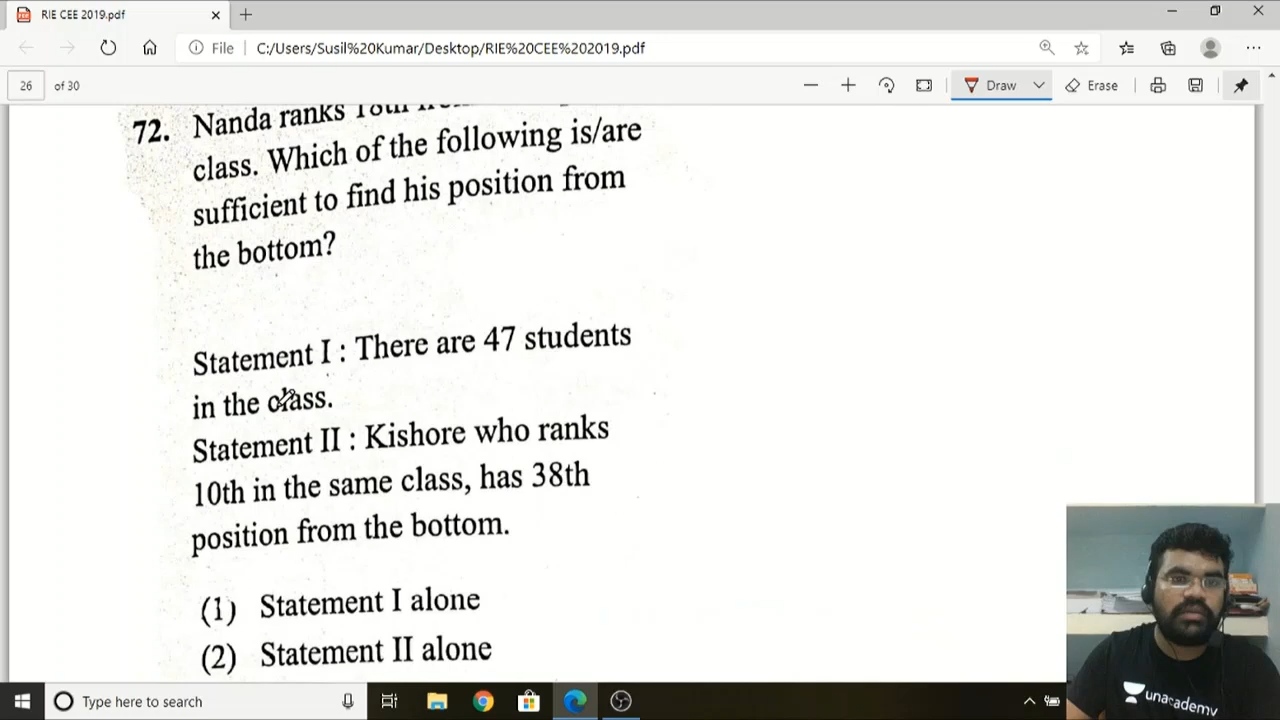 RIE CEE 2019.pdf
File
C:/Users/Susil%20Kumar/Desktop/RIE%20CEE%202019.pdf
26 of 30
Draw
Erase
72. Nanda ranks
class. Which of the following is/are
sufficient to find his position from
the bottom?
Statement I : There are 47 students
in the class.
Statement II : Kishore who ranks
10th in the same class, has 38th
position from the bottom.
(1) Statement I alone
(2) Statement II alone
unacademy
Type here to search